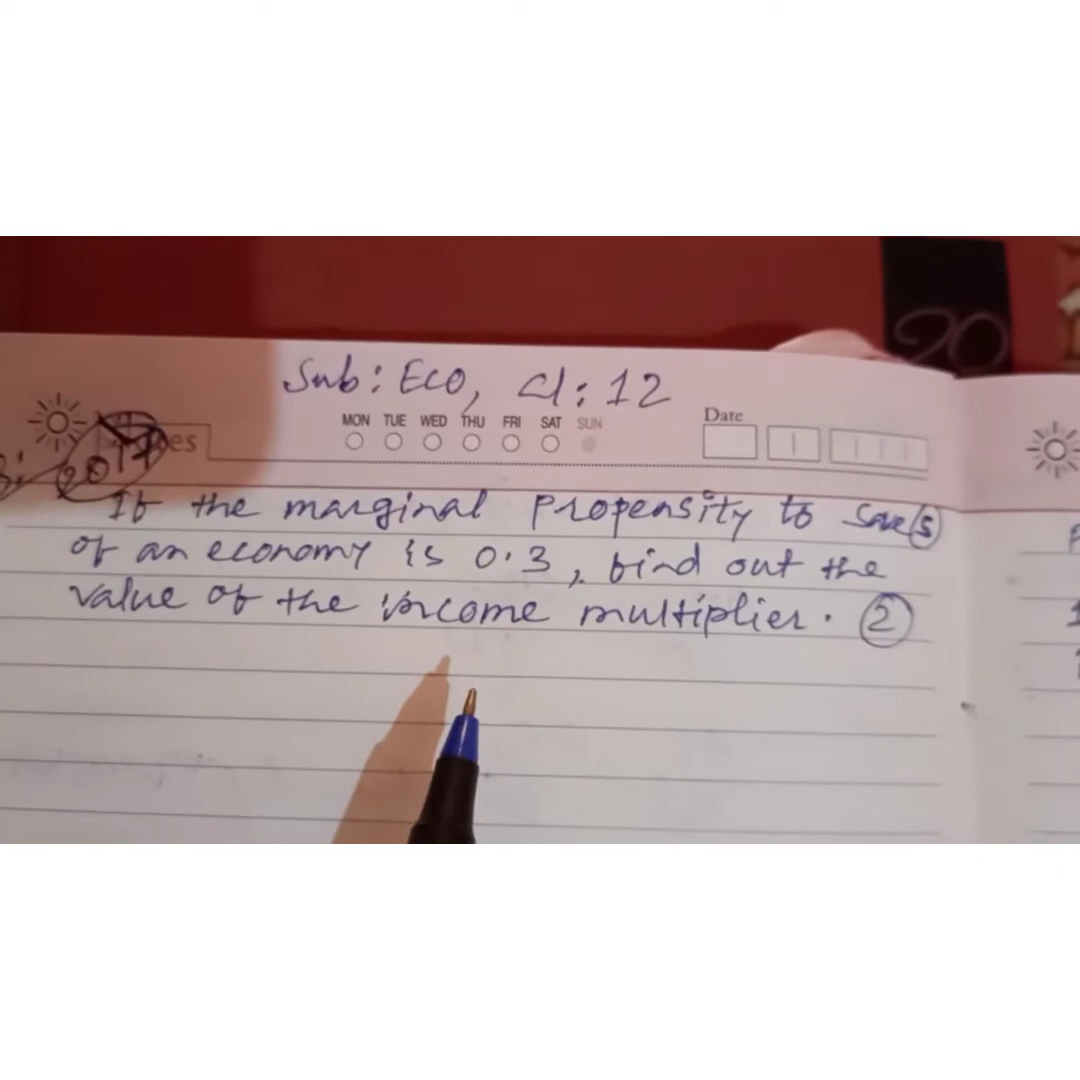 Sub: Eco, Cl: 12
MON TUE WED THU FRI SAT SUN
Date
2017
If the marginal propensity to save(s)
of an economy is 0.3, find out the
value of the income multiplier. 2
20